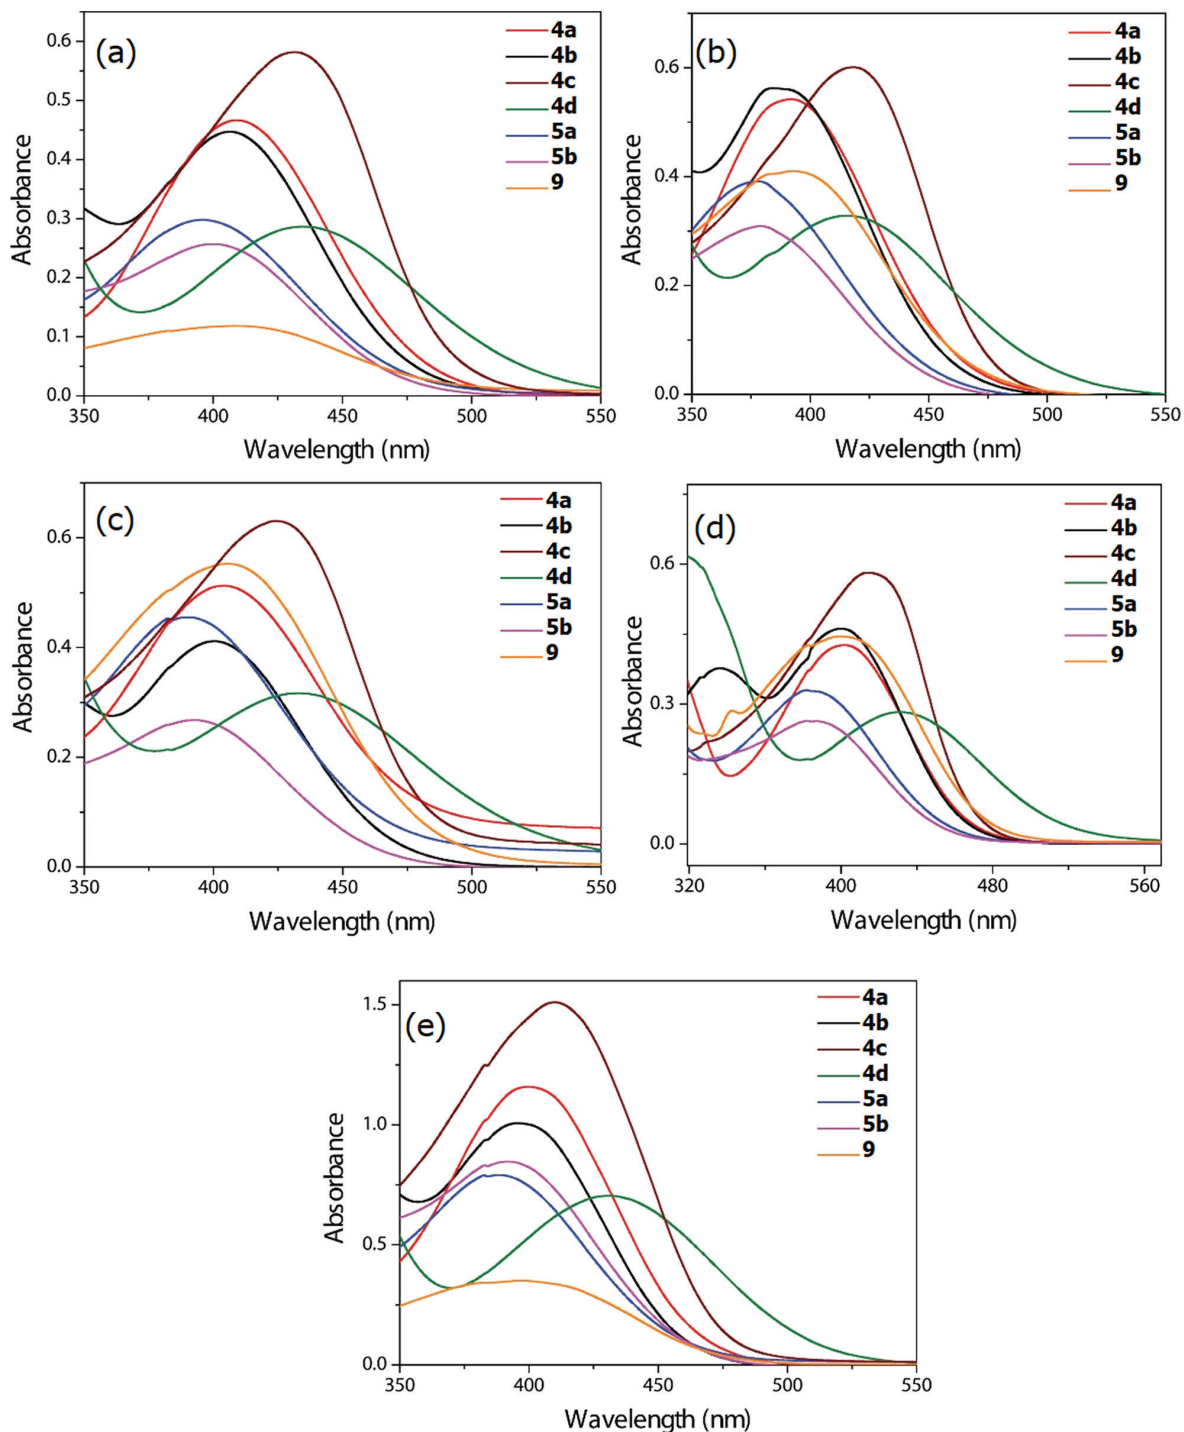 (a)
4a
4b
4c
4d
5a
5b
9
0.6
0.5
0.4
0.3
0.2
0.1
0.0
Absorbance
350 400 450 500 550
Wavelength (nm)
(b)
4a
4b
4c
4d
5a
5b
9
0.6
0.4
0.2
0.0
Absorbance
350 400 450 500 550
Wavelength (nm)
(c)
4a
4b
4c
4d
5a
5b
9
0.6
0.4
0.2
0.0
Absorbance
350 400 450 500 550
Wavelength (nm)
(d)
4a
4b
4c
4d
5a
5b
9
0.6
0.3
0.0
Absorbance
320 400 480 560
Wavelength (nm)
(e)
4a
4b
4c
4d
5a
5b
9
1.5
1.0
0.5
0.0
Absorbance
350 400 450 500 550
Wavelength (nm)